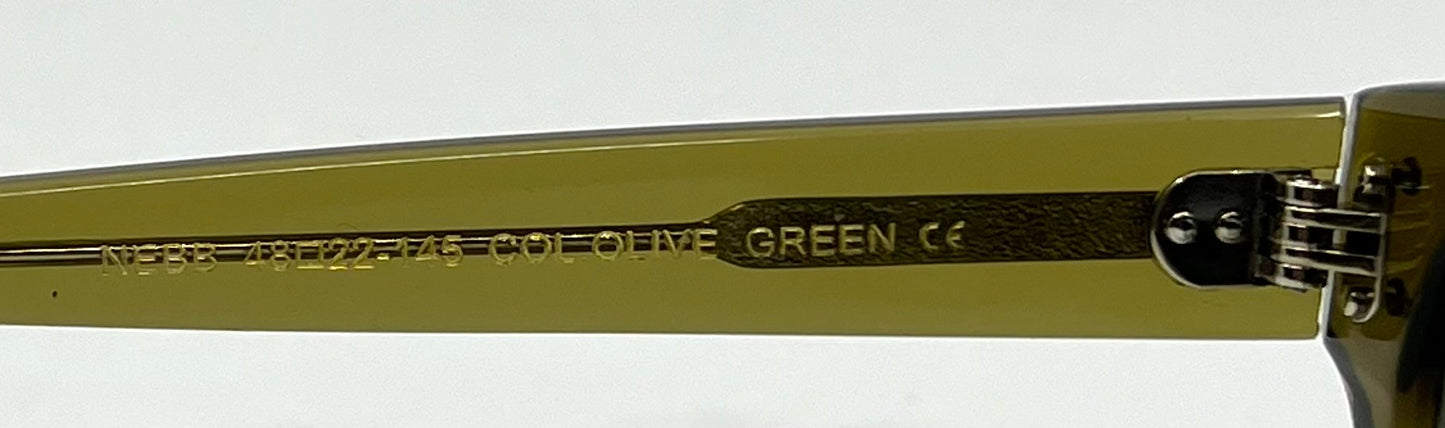 NEBB 48□22-145 COL.OLIVE GREEN CE